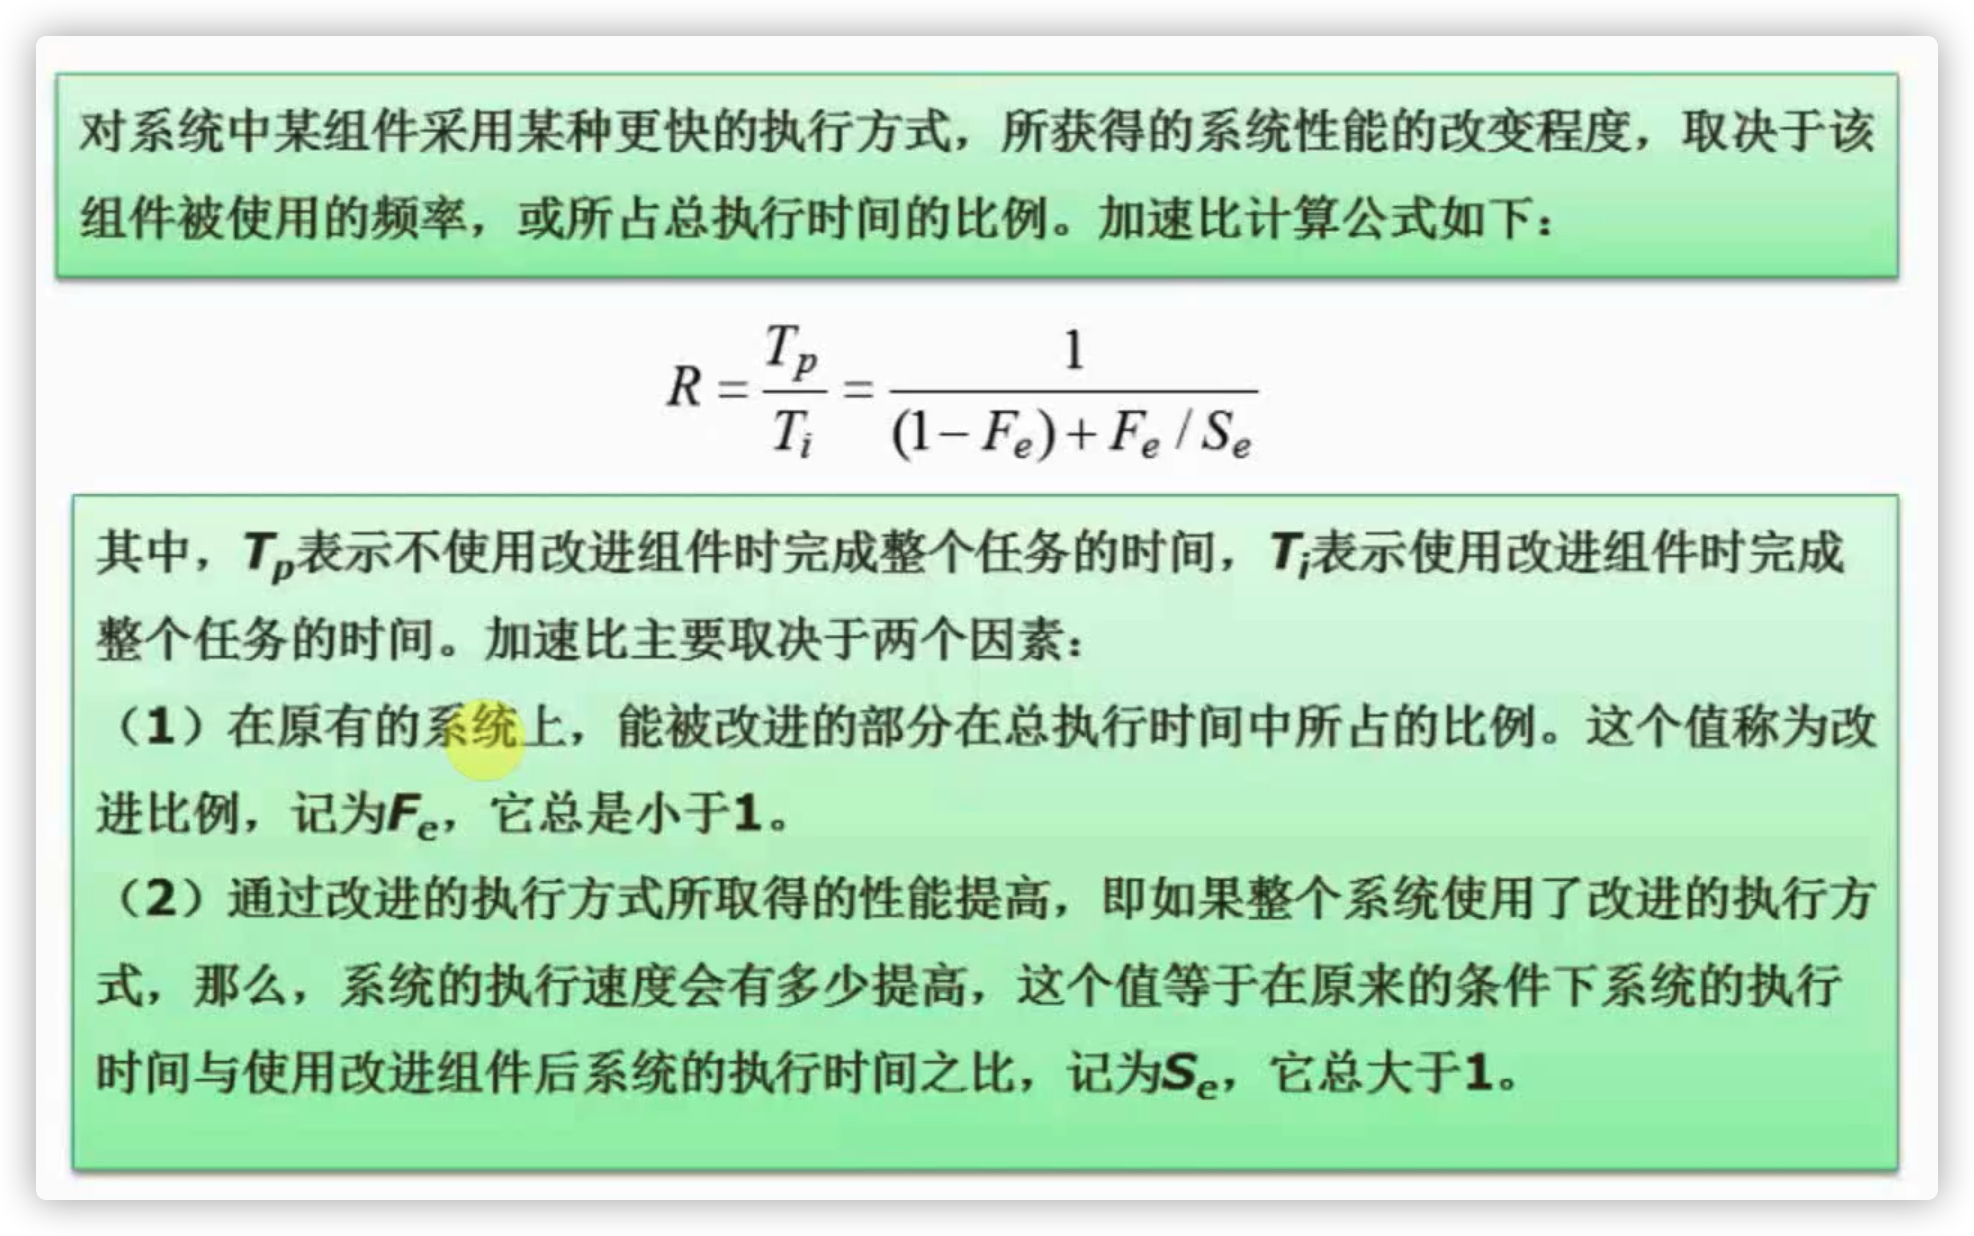 对系统中某组件采用某种更快的执行方式，所获得的系统性能的改变程度，取决于该
组件被使用的频率，或所占总执行时间的比例。加速比计算公式如下：
R = T_p / T_i = 1 / ((1 − F_e) + F_e / S_e)
其中，T_p表示不使用改进组件时完成整个任务的时间，T_i表示使用改进组件时完成
整个任务的时间。加速比主要取决于两个因素：
（1）在原有的系统上，能被改进的部分在总执行时间中所占的比例。这个值称为改
进比例，记为F_e，它总是小于1。
（2）通过改进的执行方式所取得的性能提高，即如果整个系统使用了改进的执行方
式，那么，系统的执行速度会有多少提高，这个值等于在原来的条件下系统的执行
时间与使用改进组件后系统的执行时间之比，记为S_e，它总大于1。